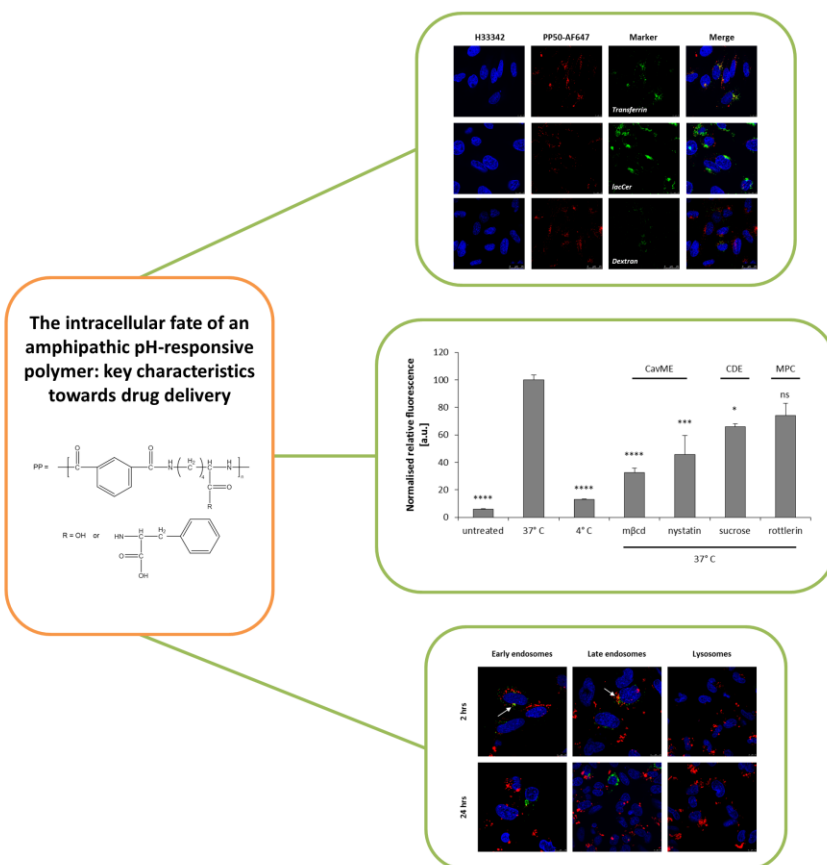 H33342 PP50-AF647 Marker Merge
Transferrin
lacCer
Dextran
The intracellular fate of an
amphipathic pH-responsive
polymer: key characteristics
towards drug delivery
PP =
O O
C C N H C H2 4 C H N H n
C O
R
R = OH or HN H C H2 C
O C
OH
Normalised relative fluorescence
[a.u.]
120
100
80
60
40
20
0
CavME CDE MPC
**** **** **** *** * ns
untreated 37° C 4° C mβcd nystatin sucrose rottlerin
37° C
Early endosomes Late endosomes Lysosomes
2 hrs
24 hrs